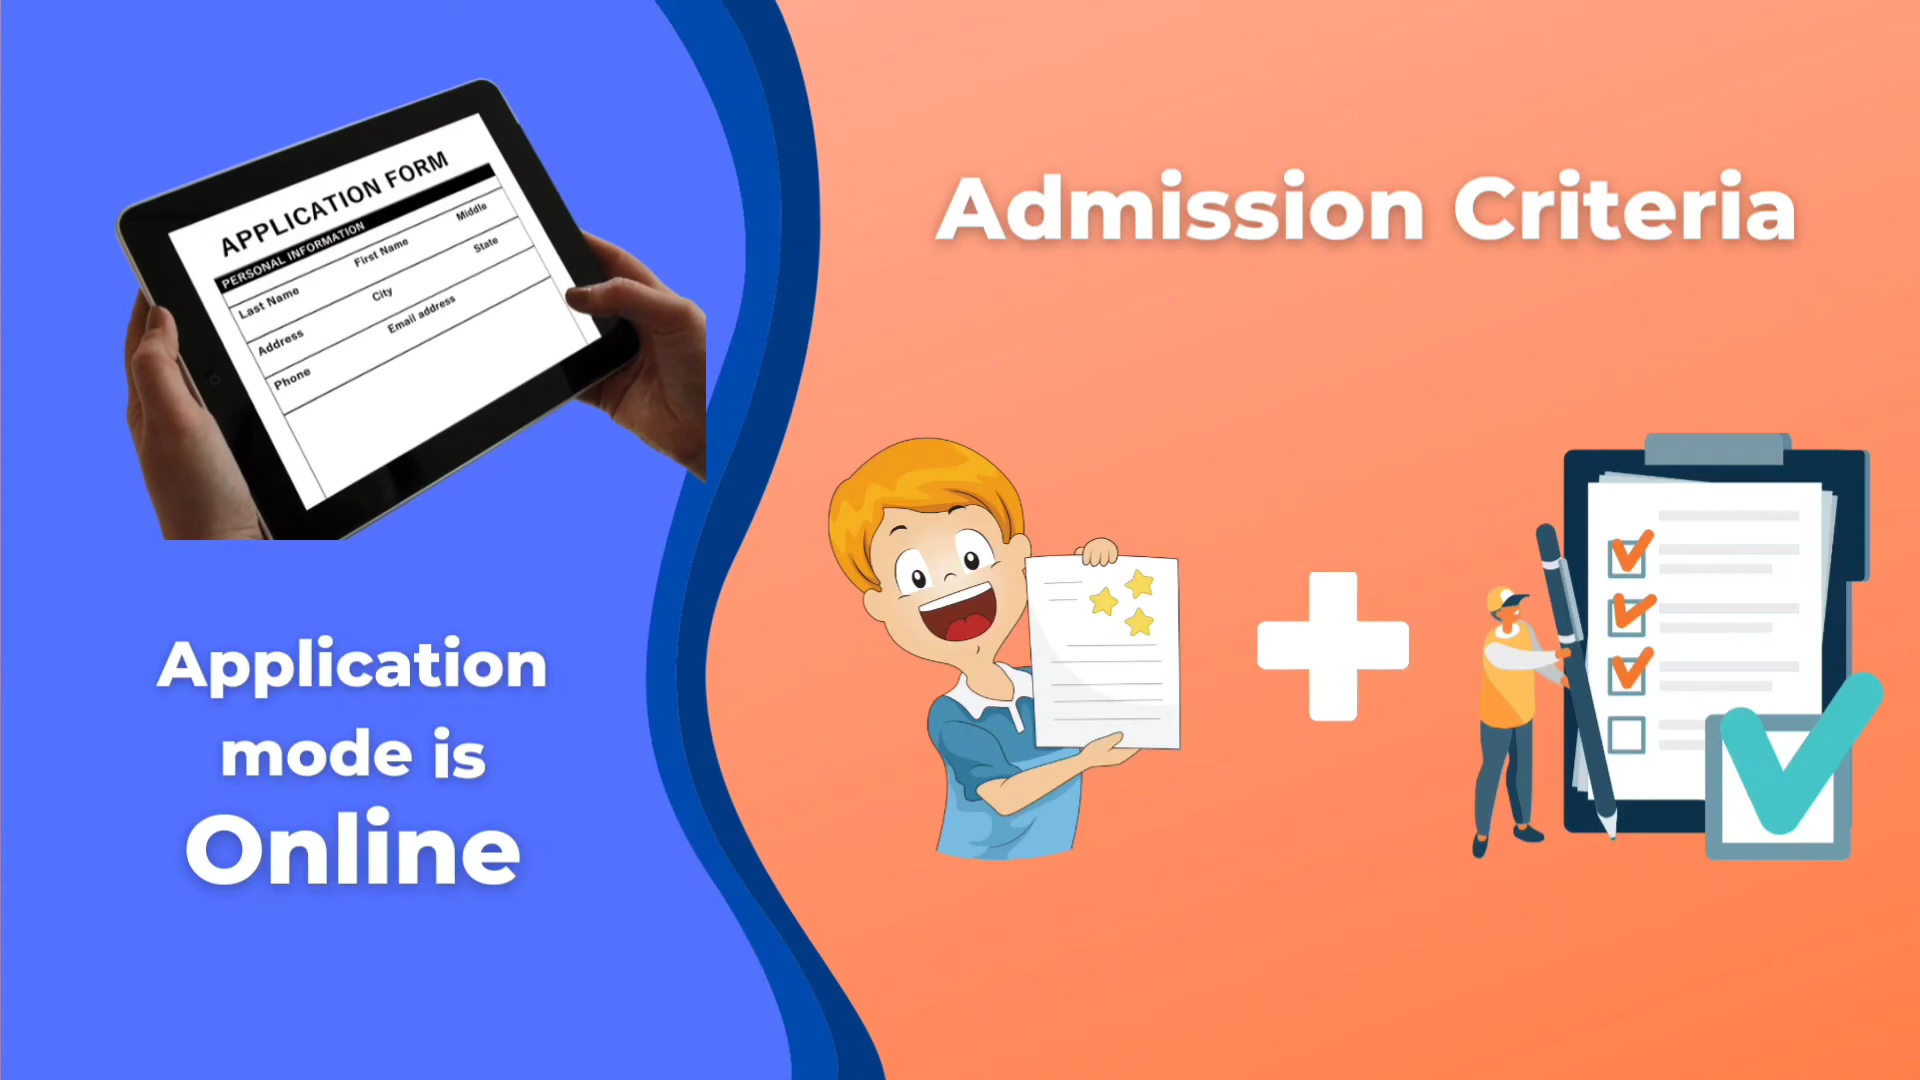 APPLICATION FORM
PERSONAL INFORMATION
Last Name First Name Middle
Address City State
Phone Email address
Application
mode is
Online
Admission Criteria